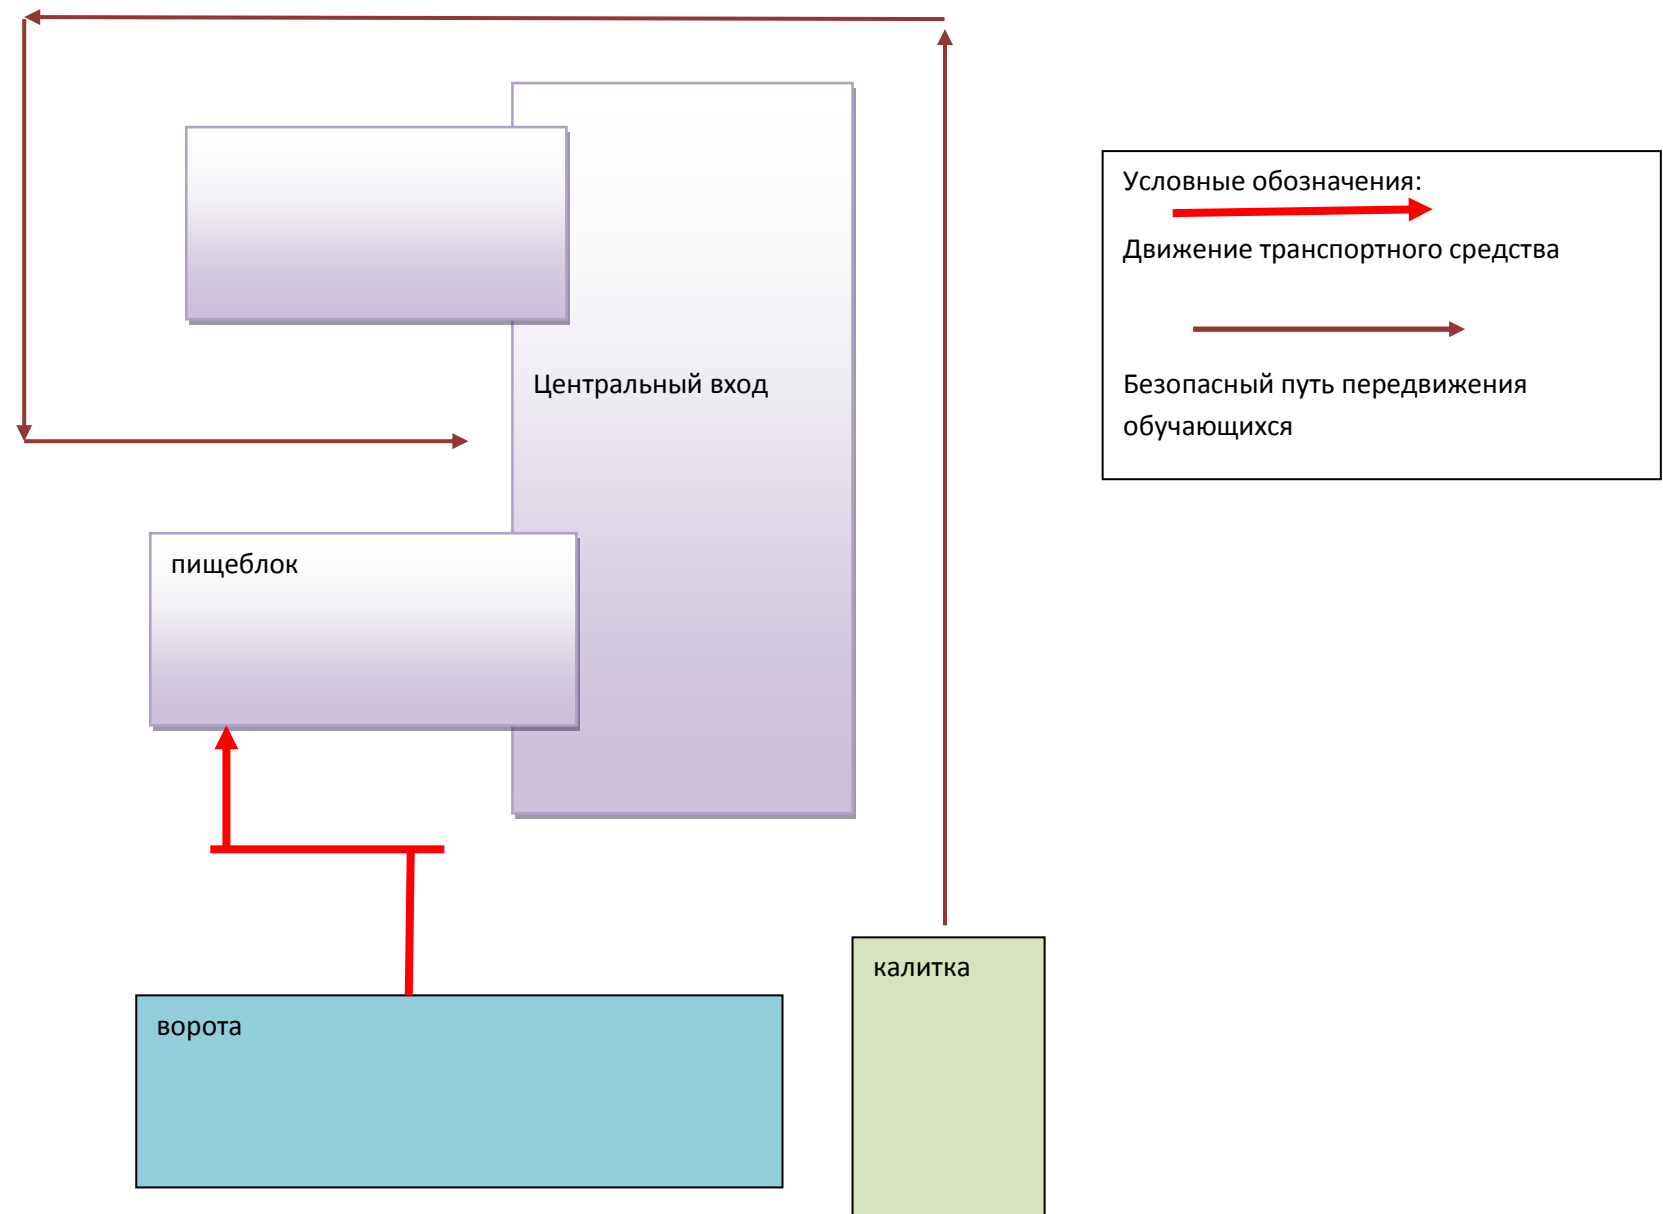 Условные обозначения:
Движение транспортного средства
Безопасный путь передвижения
обучающихся
Центральный вход
пищеблок
калитка
ворота